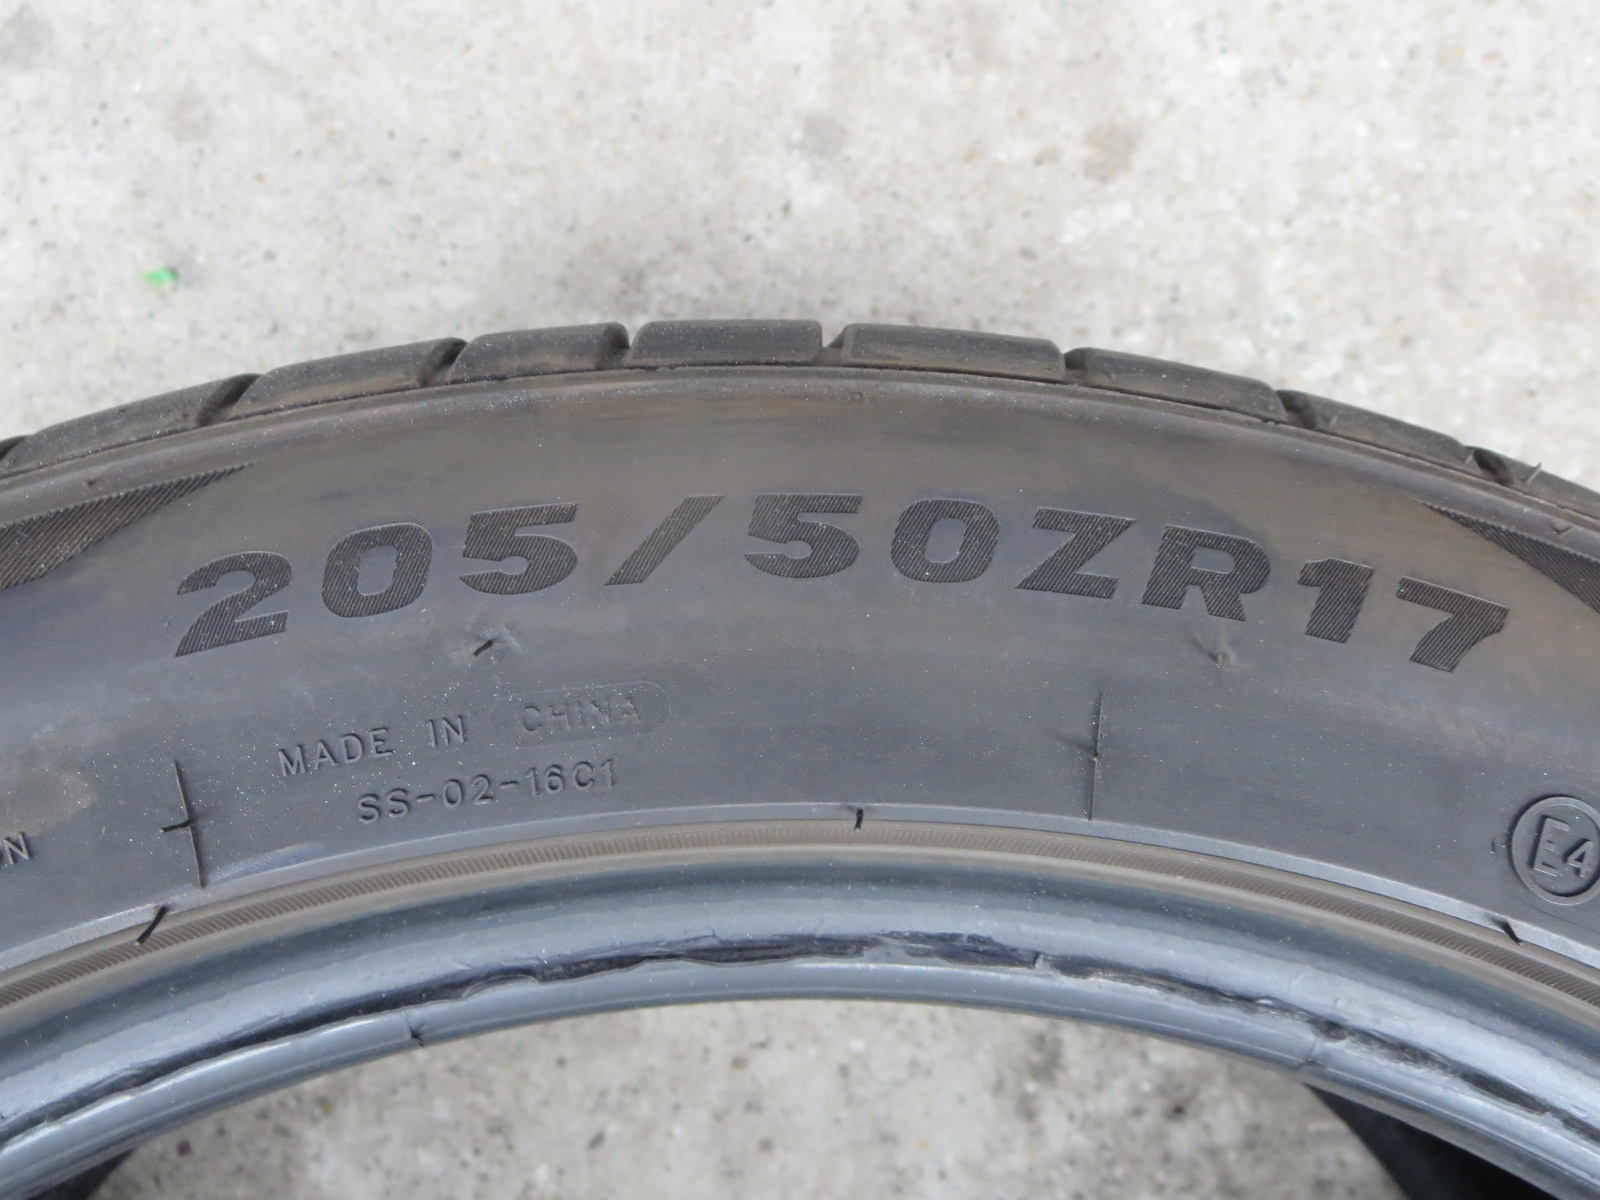 205/50ZR17
MADE IN CHINA
SS-02-16C1
N
E4